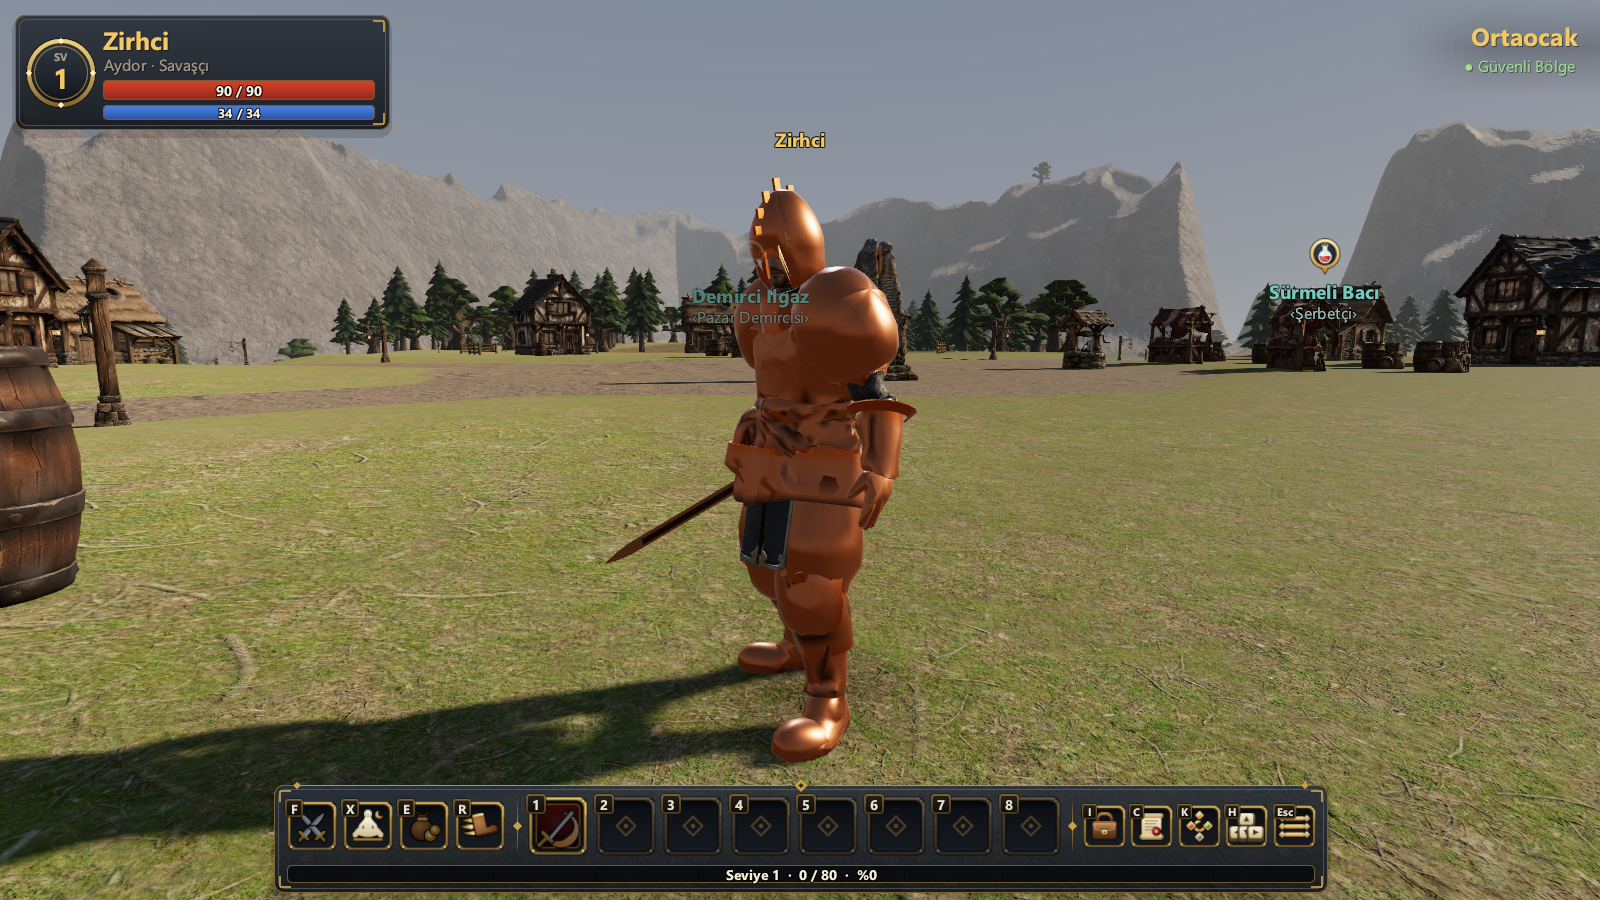 Zirhci
SV
1
Aydor · Savaşçı
90 / 90
34 / 34
Ortaocak
Güvenli Bölge
Zirhci
Demirci Ilgaz
‹Pazar Demircisi›
Sürmeli Bacı
‹Şerbetçi›
F X E R 1 2 3 4 5 6 7 8 I C K H Esc
Seviye 1 · 0 / 80 · %0